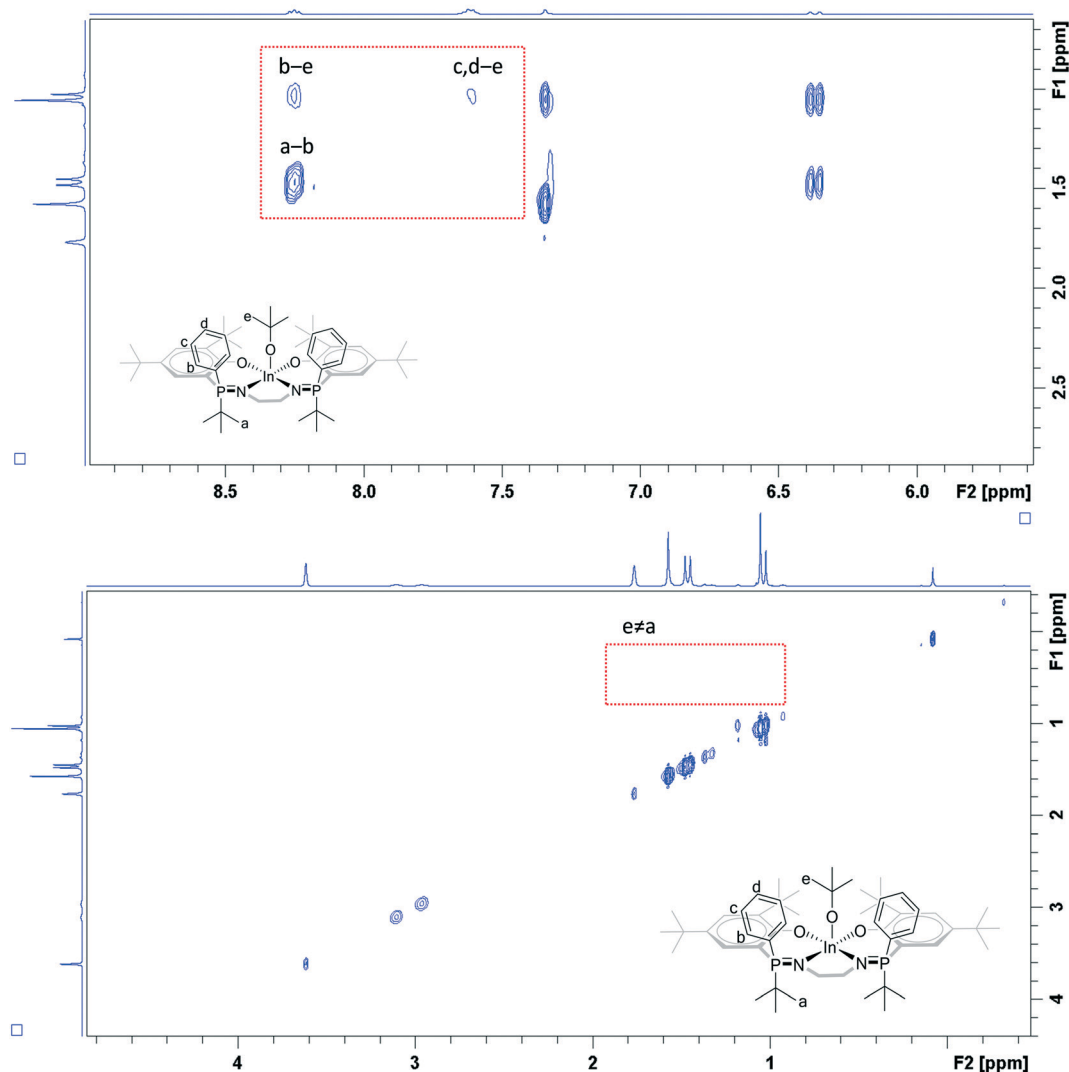 b–e c,d–e
a–b
F1 [ppm]
1.0
1.5
2.0
2.5
d
c
b
e
O
O
O
In
P=N
N=P
a
8.5 8.0 7.5 7.0 6.5 6.0 F2 [ppm]
e≠a
F1 [ppm]
1
2
3
4
d
c
b
e
O
O
O
In
P=N
N=P
a
4 3 2 1 F2 [ppm]